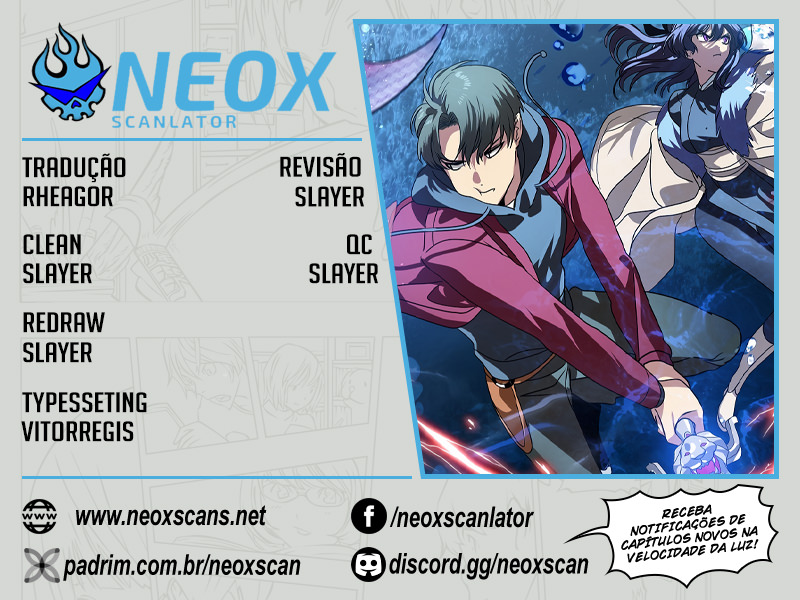 NEOX
SCANLATOR
TRADUÇÃO
RHEAGOR
REVISÃO
SLAYER
CLEAN
SLAYER
QC
SLAYER
REDRAW
SLAYER
TYPESSETING
VITORREGIS
www
www.neoxscans.net
f /neoxscanlator
padrim.com.br/neoxscan
discord.gg/neoxscan
RECEBA
NOTIFICAÇÕES DE
CAPÍTULOS NOVOS NA
VELOCIDADE DA LUZ!